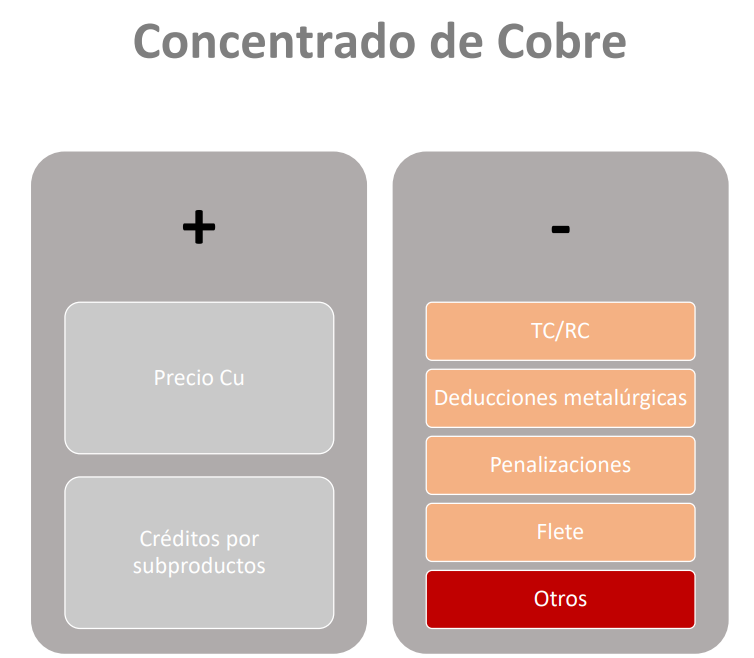 Concentrado de Cobre
+
Precio Cu
Créditos por
subproductos
-
TC/RC
Deducciones metalúrgicas
Penalizaciones
Flete
Otros